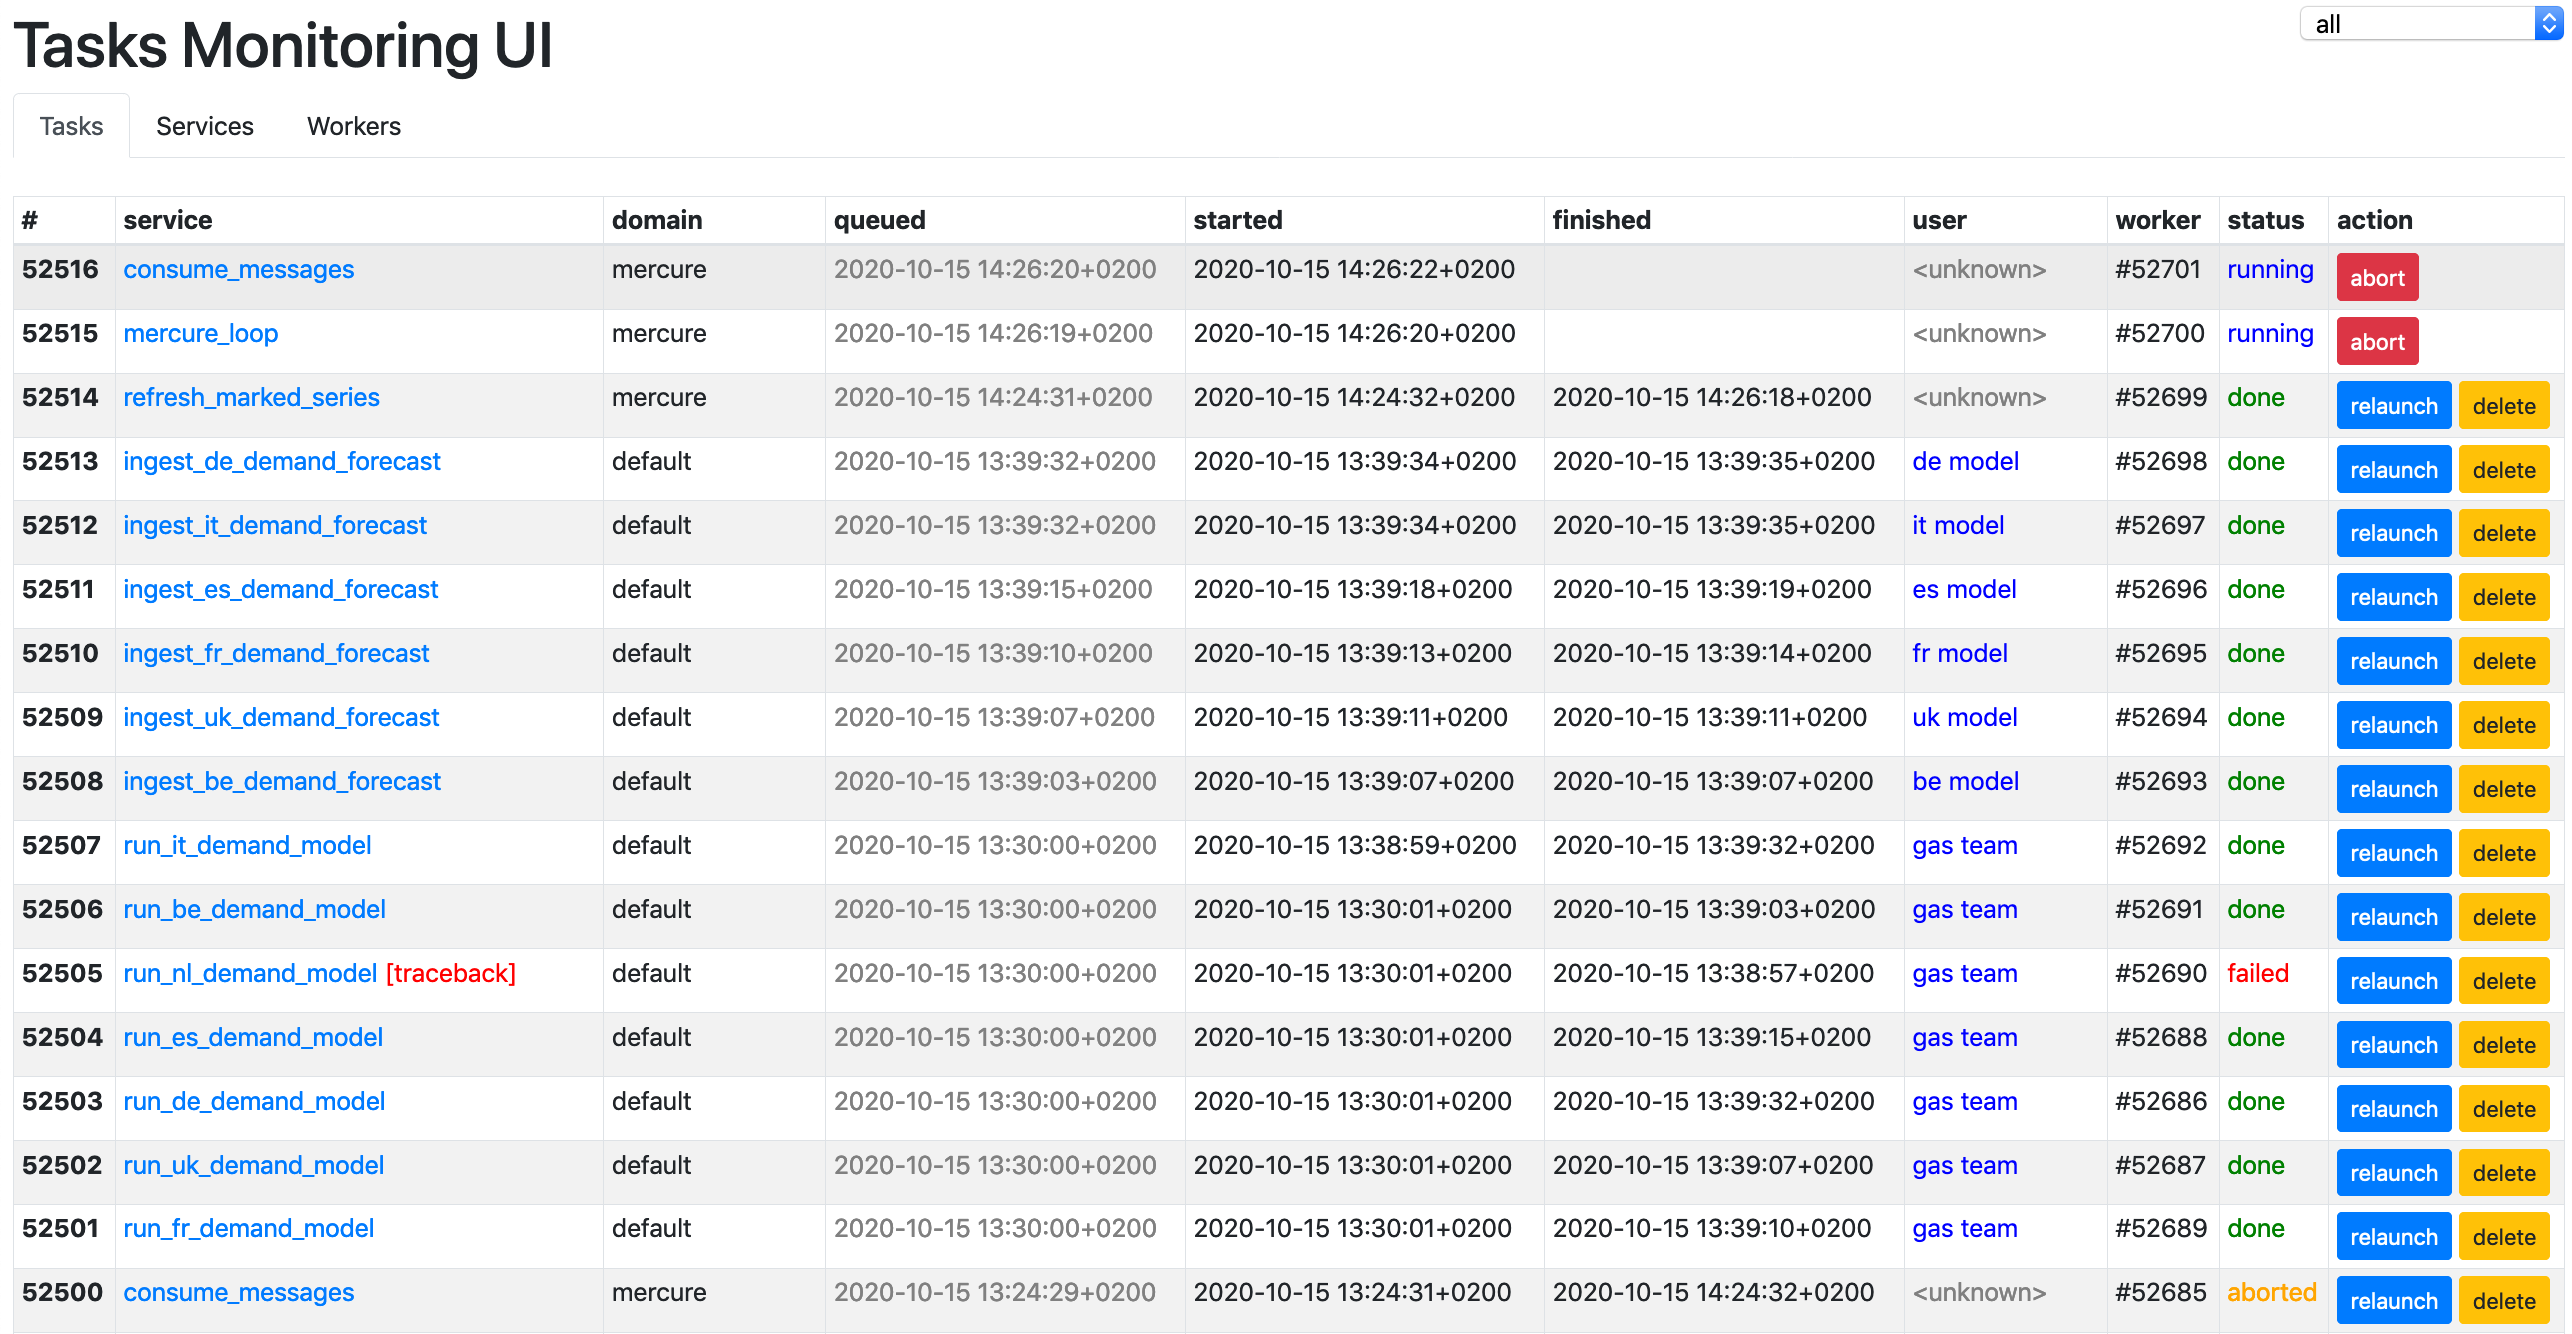 Tasks Monitoring UI
all
Tasks Services Workers
# service domain queued started finished user worker status action
52516 consume_messages mercure 2020-10-15 14:26:20+0200 2020-10-15 14:26:22+0200 <unknown> #52701 running abort
52515 mercure_loop mercure 2020-10-15 14:26:19+0200 2020-10-15 14:26:20+0200 <unknown> #52700 running abort
52514 refresh_marked_series mercure 2020-10-15 14:24:31+0200 2020-10-15 14:24:32+0200 2020-10-15 14:26:18+0200 <unknown> #52699 done relaunch delete
52513 ingest_de_demand_forecast default 2020-10-15 13:39:32+0200 2020-10-15 13:39:34+0200 2020-10-15 13:39:35+0200 de model #52698 done relaunch delete
52512 ingest_it_demand_forecast default 2020-10-15 13:39:32+0200 2020-10-15 13:39:34+0200 2020-10-15 13:39:35+0200 it model #52697 done relaunch delete
52511 ingest_es_demand_forecast default 2020-10-15 13:39:15+0200 2020-10-15 13:39:18+0200 2020-10-15 13:39:19+0200 es model #52696 done relaunch delete
52510 ingest_fr_demand_forecast default 2020-10-15 13:39:10+0200 2020-10-15 13:39:13+0200 2020-10-15 13:39:14+0200 fr model #52695 done relaunch delete
52509 ingest_uk_demand_forecast default 2020-10-15 13:39:07+0200 2020-10-15 13:39:11+0200 2020-10-15 13:39:11+0200 uk model #52694 done relaunch delete
52508 ingest_be_demand_forecast default 2020-10-15 13:39:03+0200 2020-10-15 13:39:07+0200 2020-10-15 13:39:07+0200 be model #52693 done relaunch delete
52507 run_it_demand_model default 2020-10-15 13:30:00+0200 2020-10-15 13:38:59+0200 2020-10-15 13:39:32+0200 gas team #52692 done relaunch delete
52506 run_be_demand_model default 2020-10-15 13:30:00+0200 2020-10-15 13:30:01+0200 2020-10-15 13:39:03+0200 gas team #52691 done relaunch delete
52505 run_nl_demand_model [traceback] default 2020-10-15 13:30:00+0200 2020-10-15 13:30:01+0200 2020-10-15 13:38:57+0200 gas team #52690 failed relaunch delete
52504 run_es_demand_model default 2020-10-15 13:30:00+0200 2020-10-15 13:30:01+0200 2020-10-15 13:39:15+0200 gas team #52688 done relaunch delete
52503 run_de_demand_model default 2020-10-15 13:30:00+0200 2020-10-15 13:30:01+0200 2020-10-15 13:39:32+0200 gas team #52686 done relaunch delete
52502 run_uk_demand_model default 2020-10-15 13:30:00+0200 2020-10-15 13:30:01+0200 2020-10-15 13:39:07+0200 gas team #52687 done relaunch delete
52501 run_fr_demand_model default 2020-10-15 13:30:00+0200 2020-10-15 13:30:01+0200 2020-10-15 13:39:10+0200 gas team #52689 done relaunch delete
52500 consume_messages mercure 2020-10-15 13:24:29+0200 2020-10-15 13:24:31+0200 2020-10-15 14:24:32+0200 <unknown> #52685 aborted relaunch delete